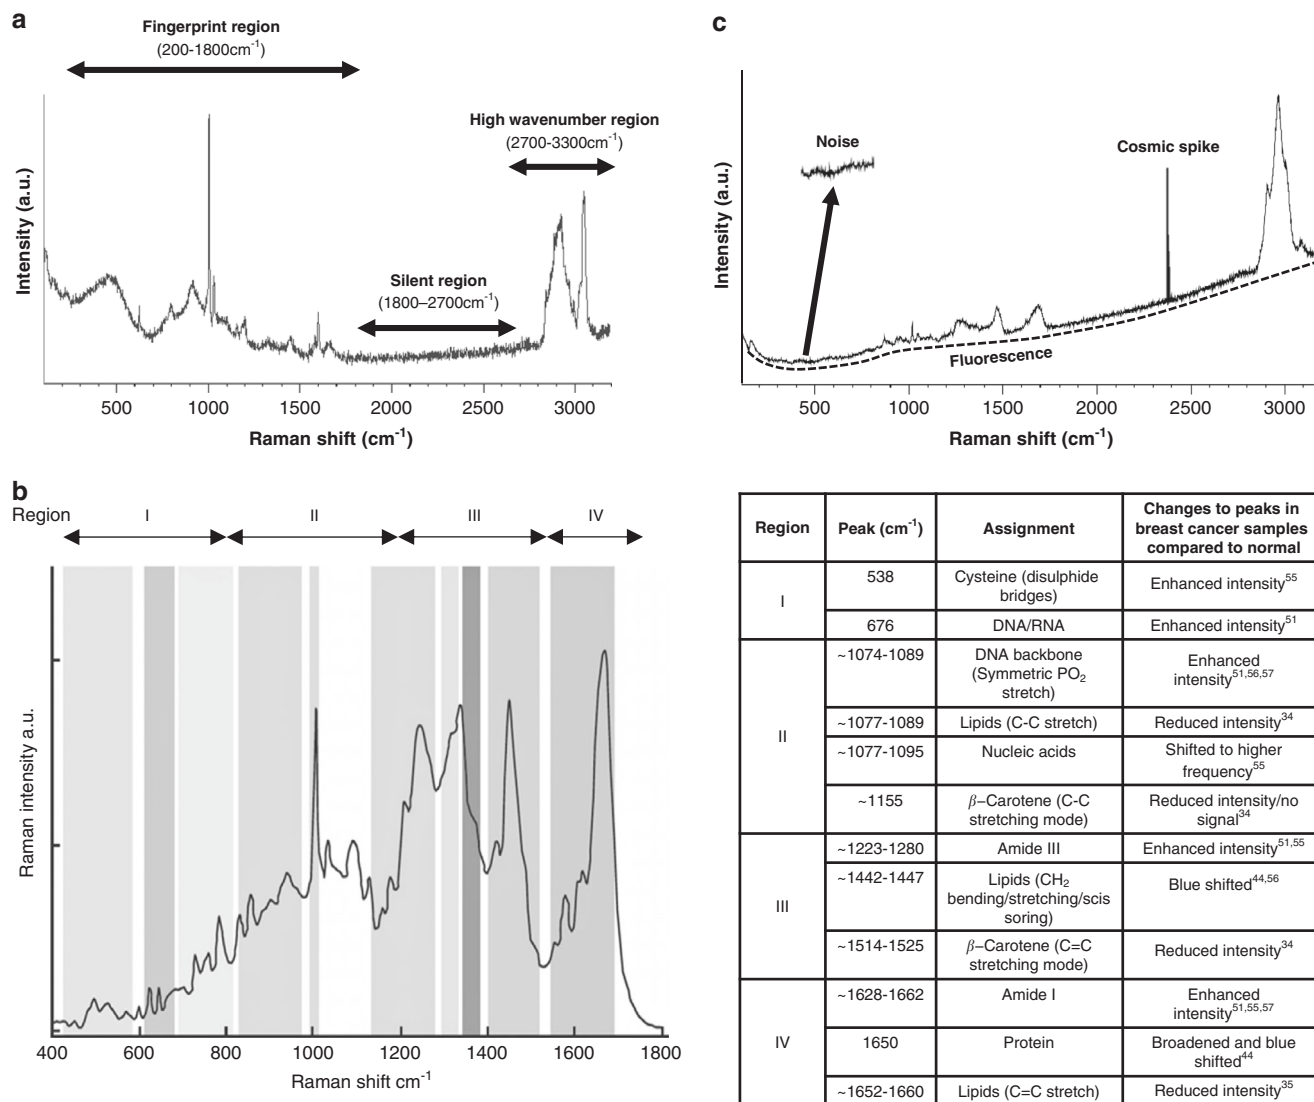 a
Fingerprint region
(200-1800cm⁻¹)
High wavenumber region
(2700-3300cm⁻¹)
Silent region
(1800–2700cm⁻¹)
Intensity (a.u.)
500 1000 1500 2000 2500 3000
Raman shift (cm⁻¹)
c
Noise
Cosmic spike
Fluorescence
Intensity (a.u.)
500 1000 1500 2000 2500 3000
Raman shift (cm⁻¹)
b
Region I II III IV
Raman intensity a.u.
400 600 800 1000 1200 1400 1600 1800
Raman shift cm⁻¹
Region Peak (cm⁻¹) Assignment Changes to peaks in
breast cancer samples
compared to normal
I
538 Cysteine (disulphide
bridges) Enhanced intensity⁵⁵
676 DNA/RNA Enhanced intensity⁵¹
II
~1074-1089 DNA backbone
(Symmetric PO₂
stretch) Enhanced
intensity⁵¹,⁵⁶,⁵⁷
~1077-1089 Lipids (C-C stretch) Reduced intensity³⁴
~1077-1095 Nucleic acids Shifted to higher
frequency⁵⁵
~1155 β–Carotene (C-C
stretching mode) Reduced intensity/no
signal³⁴
III
~1223-1280 Amide III Enhanced intensity⁵¹,⁵⁵
~1442-1447 Lipids (CH₂
bending/stretching/scis
soring) Blue shifted⁴⁴,⁵⁶
~1514-1525 β–Carotene (C=C
stretching mode) Reduced intensity³⁴
IV
~1628-1662 Amide I Enhanced
intensity⁵¹,⁵⁵,⁵⁷
1650 Protein Broadened and blue
shifted⁴⁴
~1652-1660 Lipids (C=C stretch) Reduced intensity³⁵